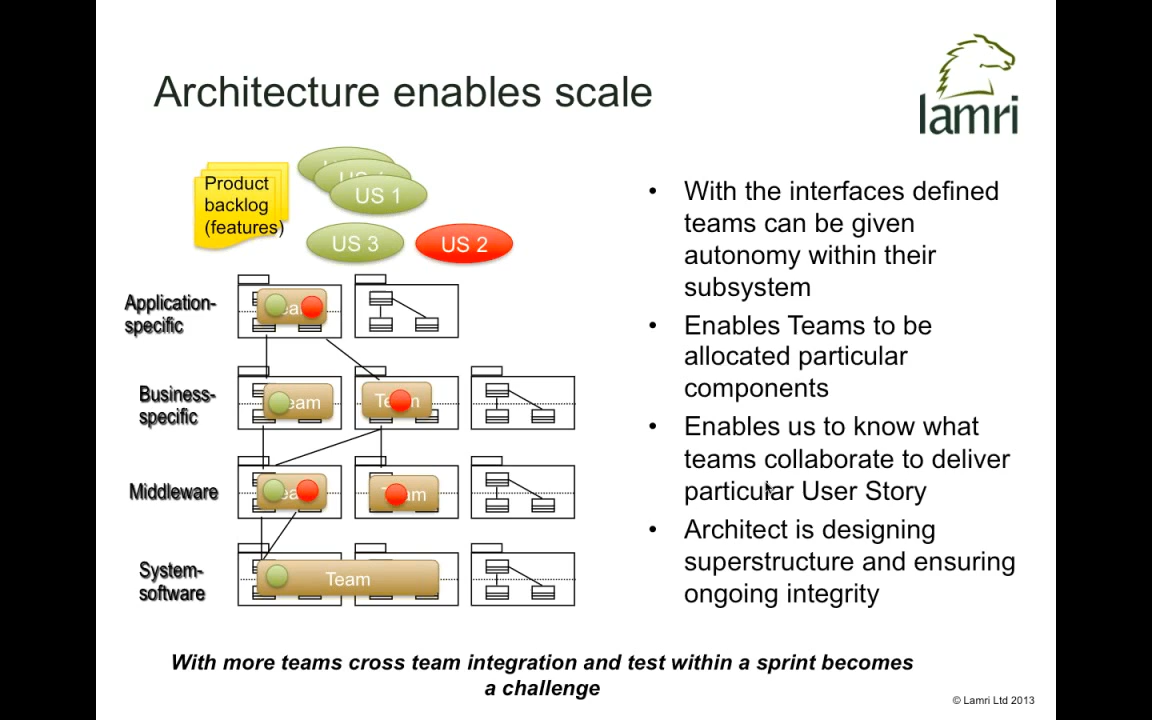 Architecture enables scale
lamri
Product
backlog
(features)
US 1
US 3
US 2
Application-
specific
Business-
specific
Team
Middleware
System-
software
Team
• With the interfaces defined
teams can be given
autonomy within their
subsystem
• Enables Teams to be
allocated particular
components
• Enables us to know what
teams collaborate to deliver
particular User Story
• Architect is designing
superstructure and ensuring
ongoing integrity
With more teams cross team integration and test within a sprint becomes
a challenge
© Lamri Ltd 2013